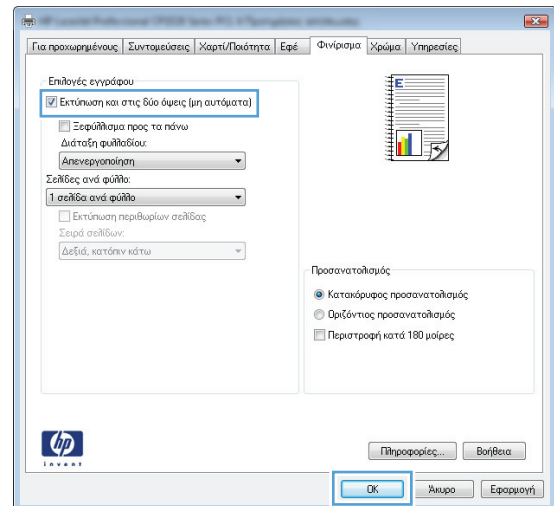 Για προχωρημένους Συντομεύσεις Χαρτί/Ποιότητα Εφέ Φινίρισμα Χρώμα Υπηρεσίες
Επιλογές εγγράφου
Εκτύπωση και στις δύο όψεις (μη αυτόματα)
Ξεφύλλισμα προς τα πάνω
Διάταξη φυλλαδίου:
Απενεργοποίηση
Σελίδες ανά φύλλο:
1 σελίδα ανά φύλλο
Εκτύπωση περιθωρίων σελίδας
Σειρά σελίδων:
Δεξιά, κατόπιν κάτω
E
Προσανατολισμός
Κατακόρυφος προσανατολισμός
Οριζόντιος προσανατολισμός
Περιστροφή κατά 180 μοίρες
hp
invent
Πληροφορίες... Βοήθεια
OK Άκυρο Εφαρμογή